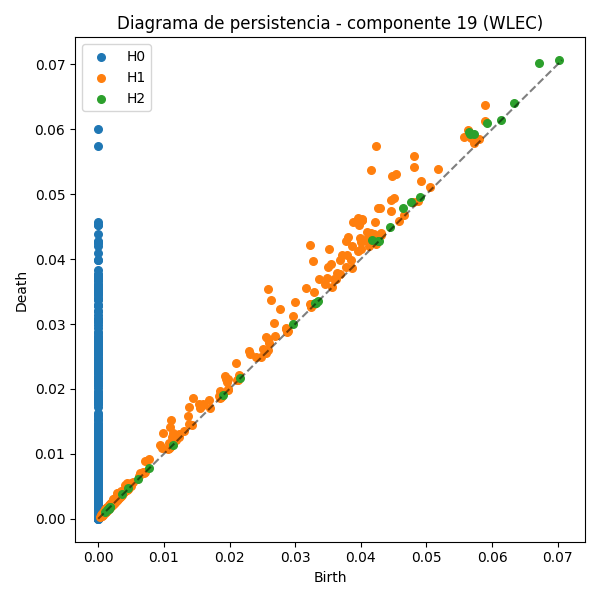 Diagrama de persistencia - componente 19 (WLEC)
H0
H1
H2
Death
0.07
0.06
0.05
0.04
0.03
0.02
0.01
0.00
0.00 0.01 0.02 0.03 0.04 0.05 0.06 0.07
Birth